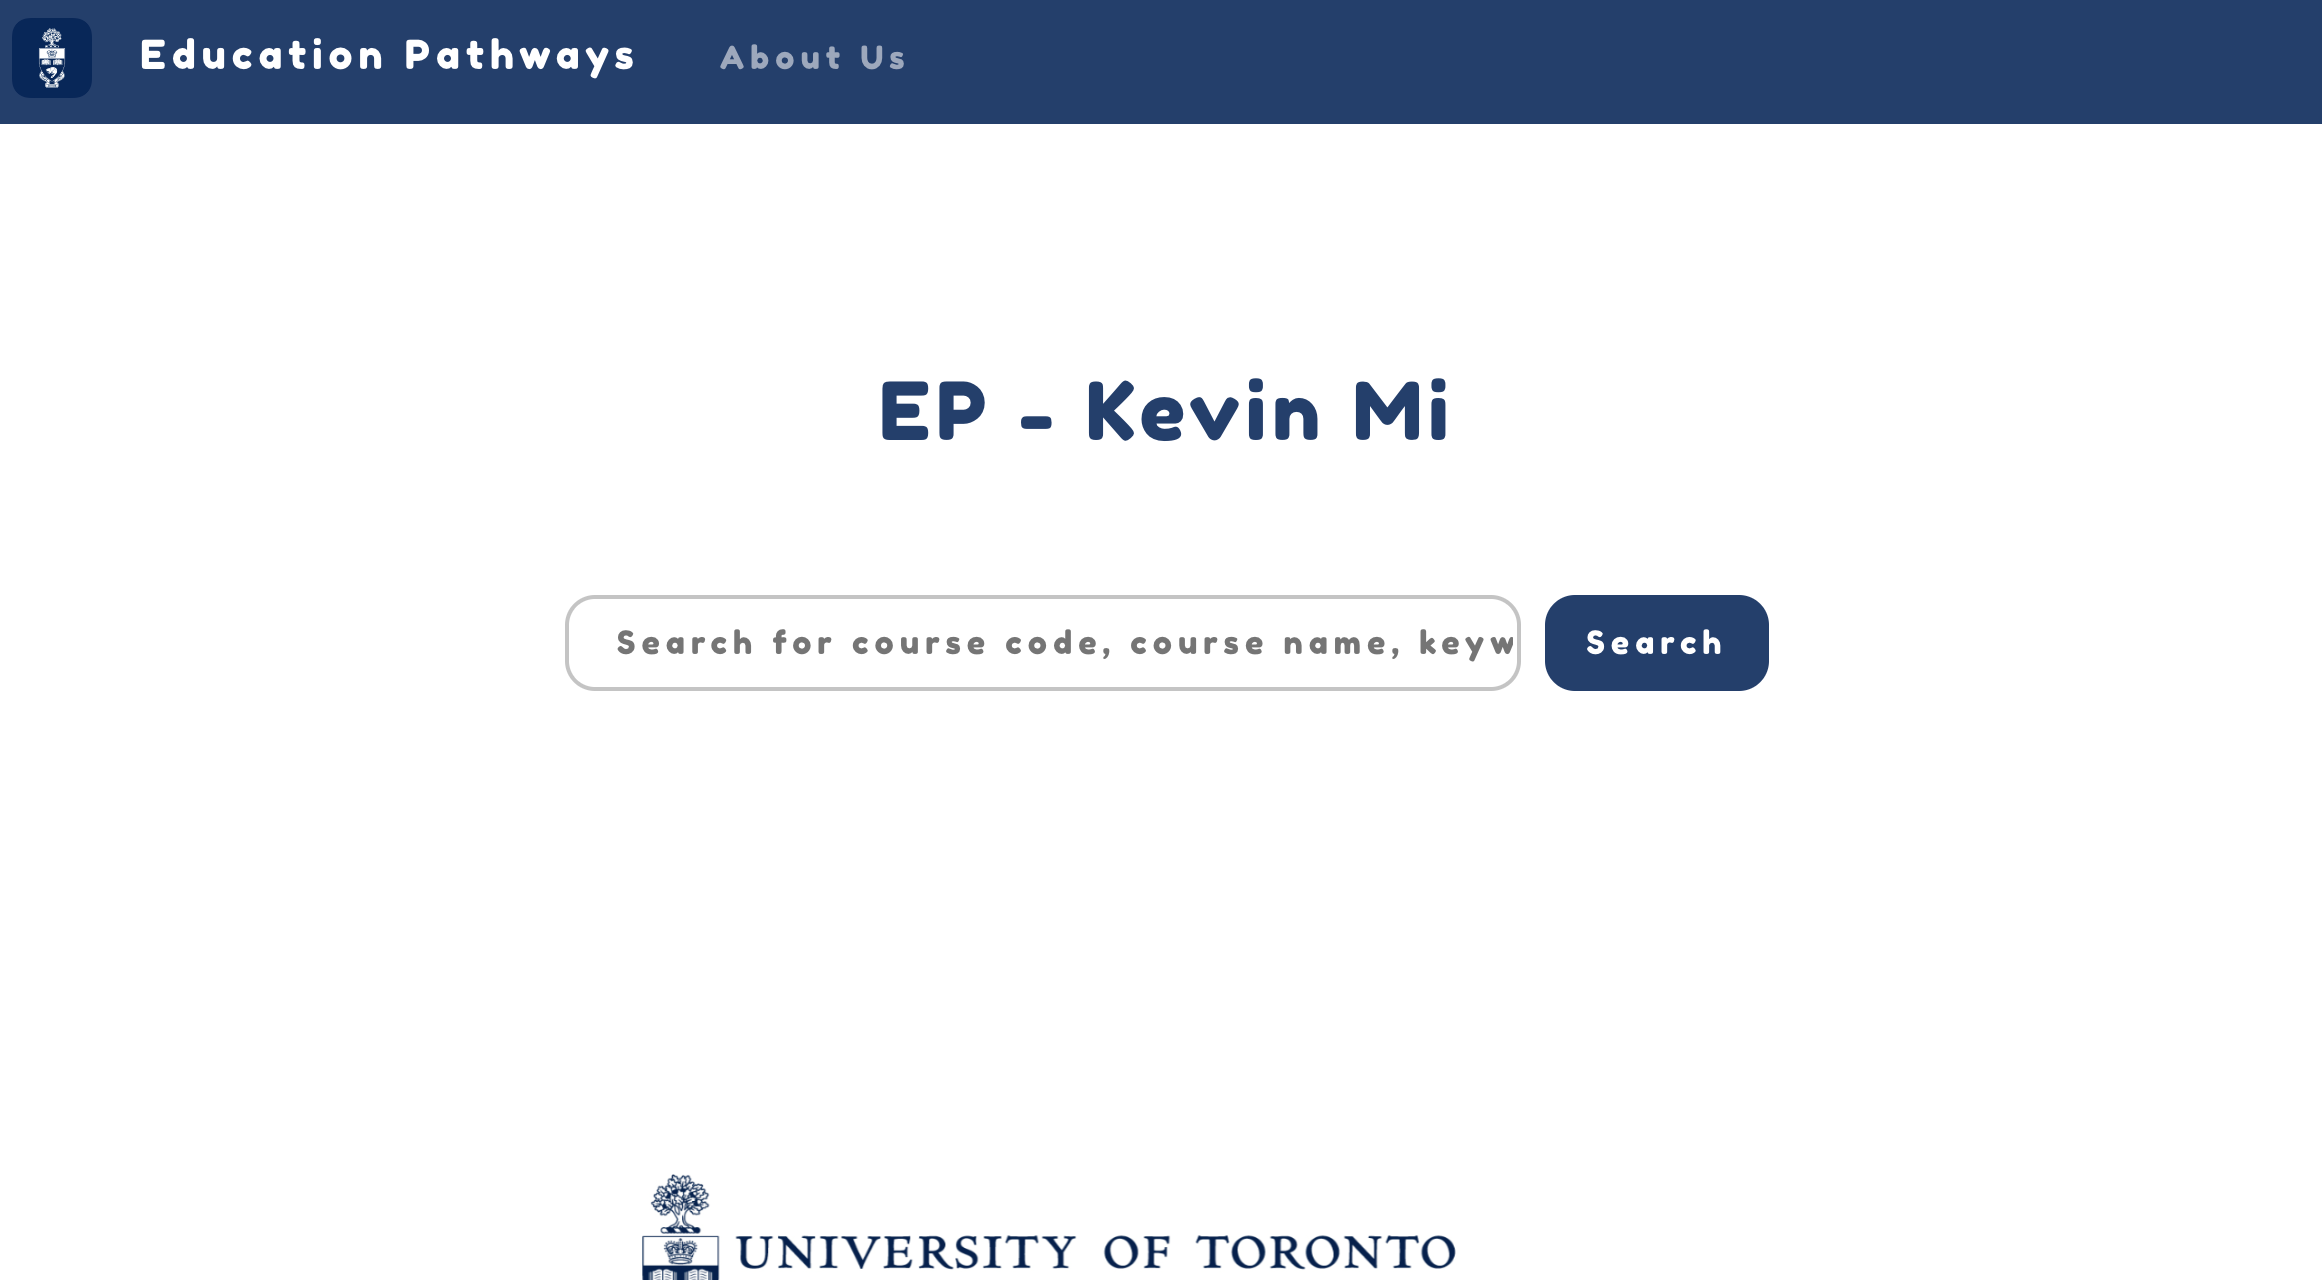 Education Pathways About Us
EP - Kevin Mi
Search for course code, course name, keyw
Search
UNIVERSITY OF TORONTO